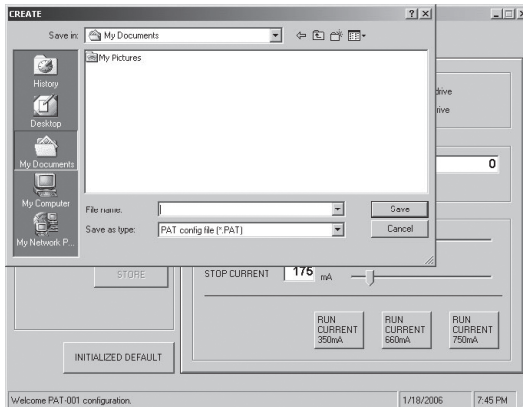 CREATE
Save in: My Documents
My Pictures
History
Desktop
My Documents
My Computer
My Network P...
File name:
Save as type: PAT config file (*.PAT)
Save
Cancel
drive
rive
0
STORE
STOP CURRENT 175 mA
RUN CURRENT 350mA
RUN CURRENT 660mA
RUN CURRENT 750mA
INITIALIZED DEFAULT
Welcome PAT-001 configuration.
1/18/2006
7:45 PM